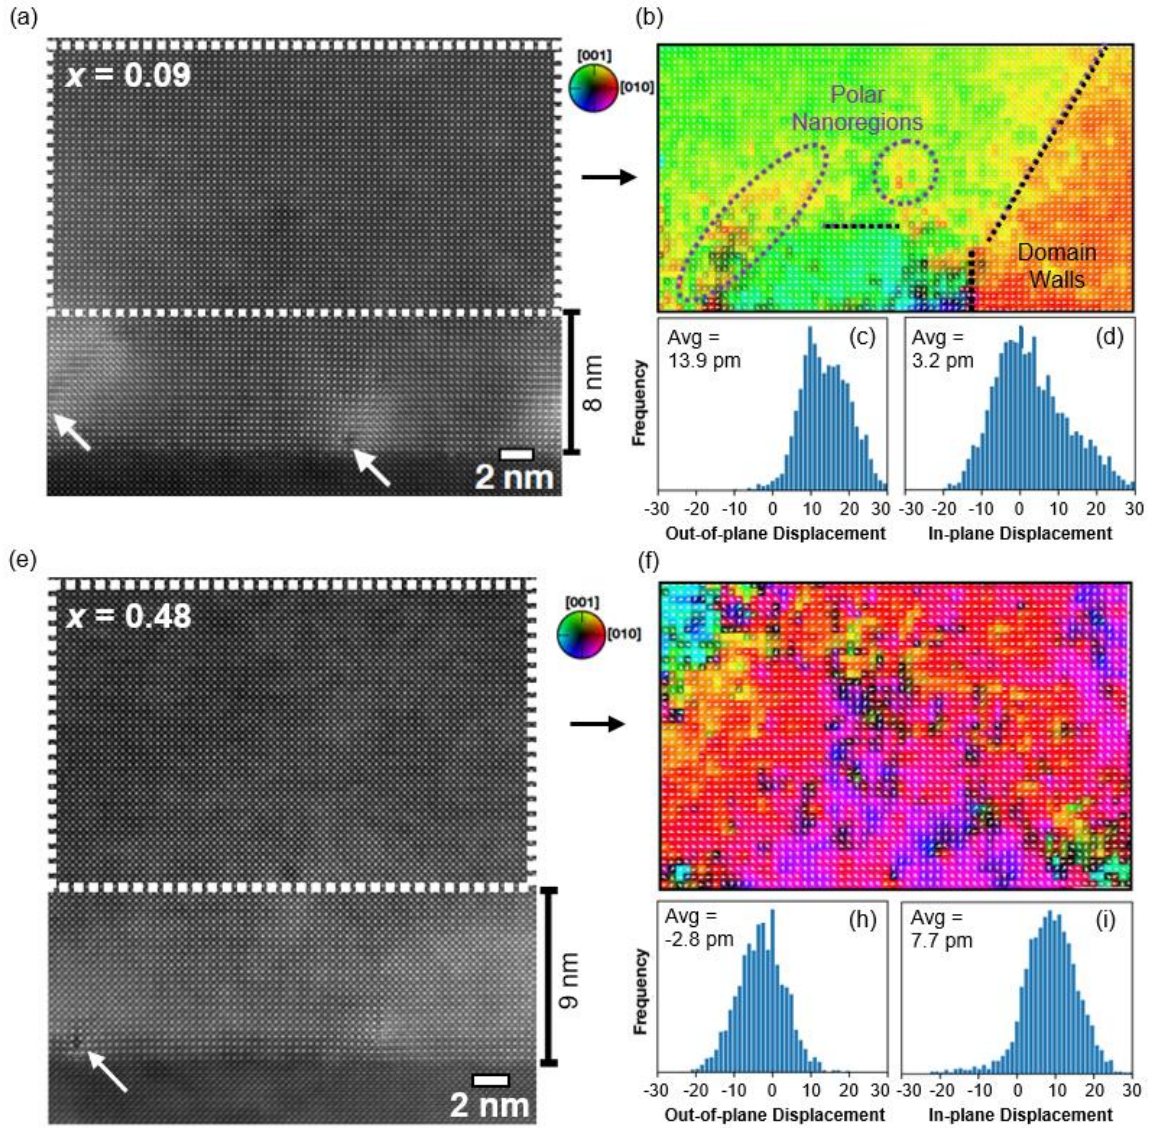 (a)
x = 0.09
8 nm
2 nm
[001]
[010]
(b)
Polar
Nanoregions
Domain
Walls
Avg =
13.9 pm
(c)
Frequency
-30 -20 -10 0 10 20 30
Out-of-plane Displacement
Avg =
3.2 pm
(d)
-30 -20 -10 0 10 20 30
In-plane Displacement
(e)
x = 0.48
9 nm
2 nm
[001]
[010]
(f)
Avg =
-2.8 pm
(h)
Frequency
-30 -20 -10 0 10 20 30
Out-of-plane Displacement
Avg =
7.7 pm
(i)
-30 -20 -10 0 10 20 30
In-plane Displacement